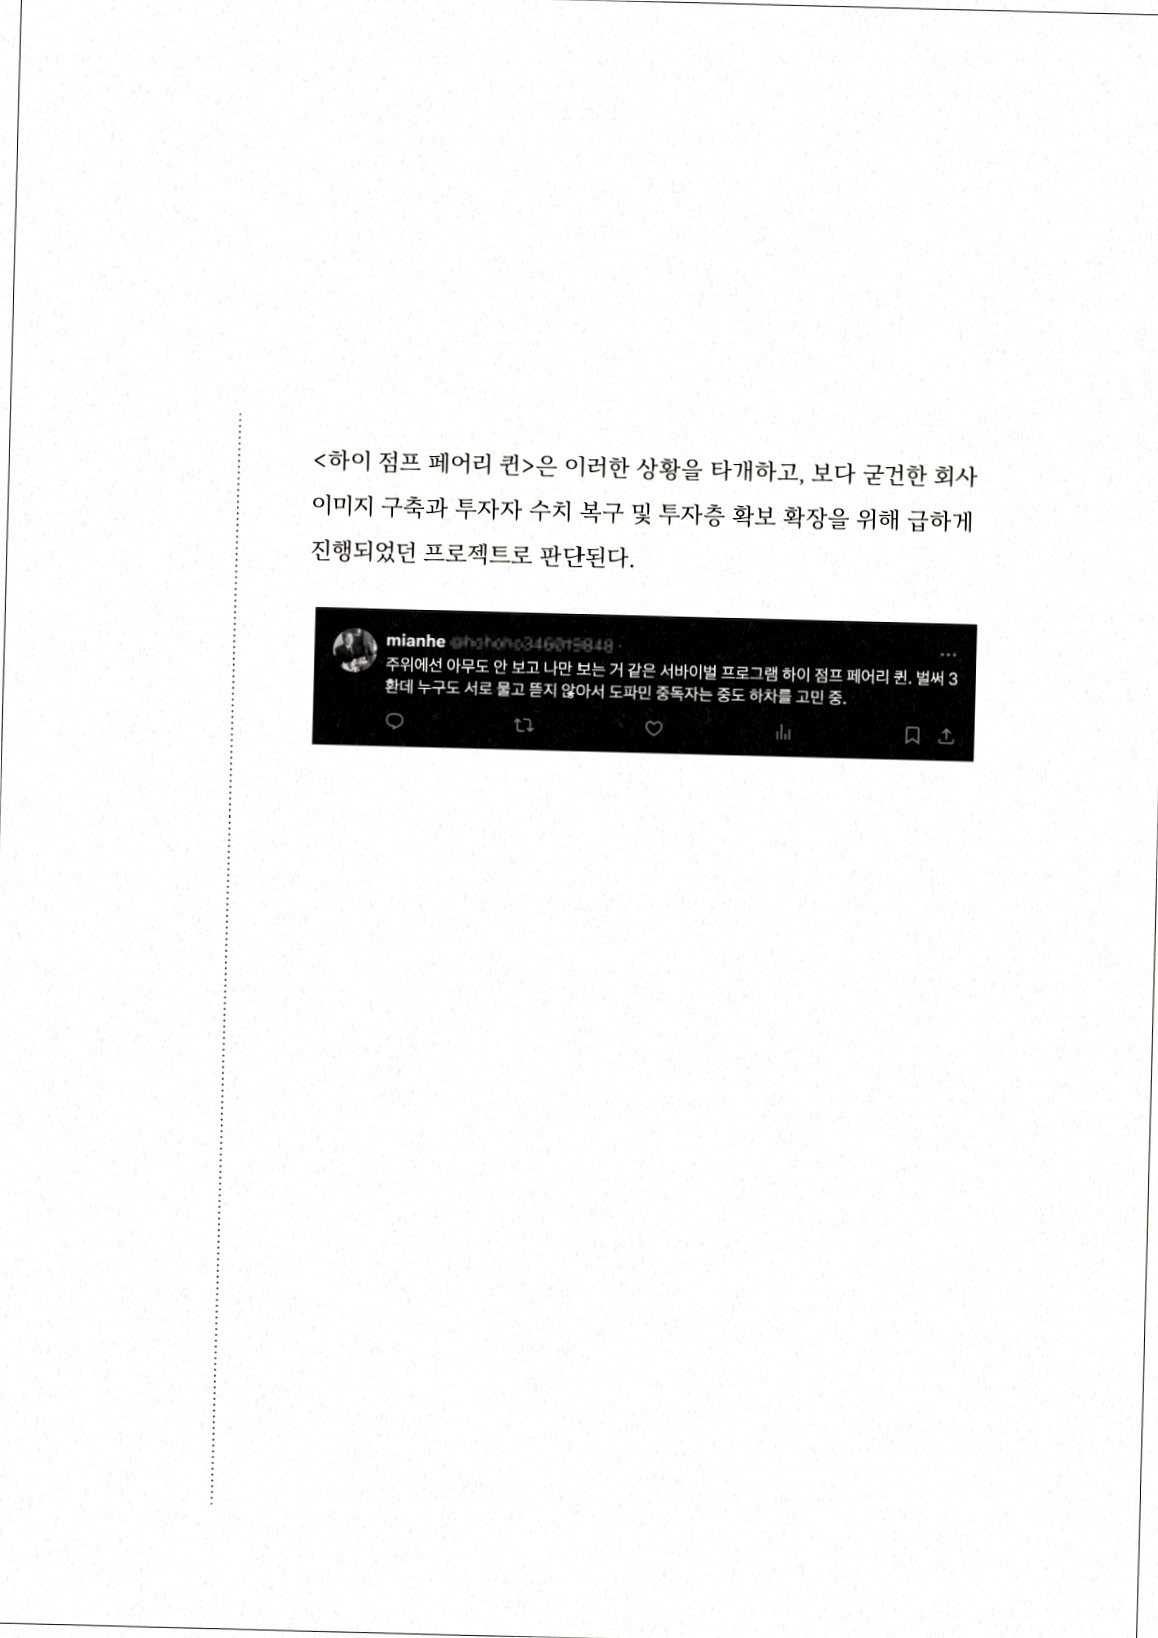 <하이 점프 페어리 퀸>은 이러한 상황을 타개하고, 보다 굳건한 회사
이미지 구축과 투자자 수치 복구 및 투자층 확보 확장을 위해 급하게
진행되었던 프로젝트로 판단된다.
mianhe
주위에선 아무도 안 보고 나만 보는 거 같은 서바이벌 프로그램 하이 점프 페어리 퀸. 벌써 3
환데 누구도 서로 물고 뜯지 않아서 도파민 중독자는 중도 하차를 고민 중.